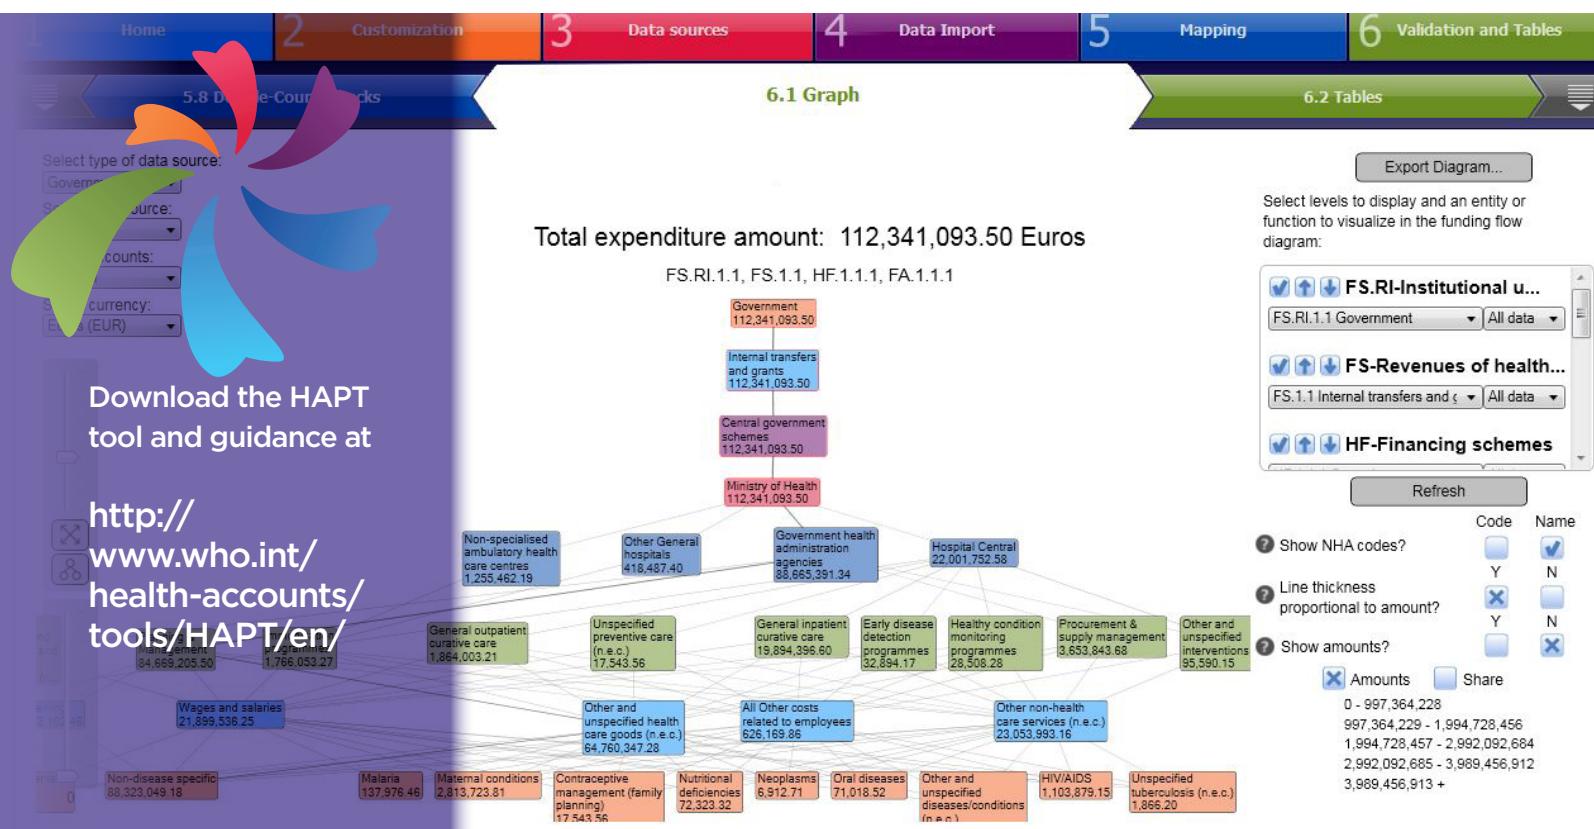 1 Home
2 Customization
3 Data sources
4 Data Import
5 Mapping
6 Validation and Tables
6.1 Graph
6.2 Tables
Select type of data source:
currency:
(EUR)
Download the HAPT
tool and guidance at
http://
www.who.int/
health-accounts/
tools/HAPT/en/
Total expenditure amount: 112,341,093.50 Euros
FS.RI.1.1, FS.1.1, HF.1.1.1, FA.1.1.1
Government
112,341,093.50
Internal transfers
and grants
112,341,093.50
Central government
schemes
112,341,093.50
Ministry of Health
112,341,093.50
Non-specialised
ambulatory health
care centres
1,255,462.19
Other General
hospitals
418,487.40
Government health
administration
agencies
88,665,391.34
Hospital Central
22,001,752.58
Management
84,669,205.50
programmes
1,766,053.27
General outpatient
curative care
1,864,003.21
Unspecified
preventive care
(n.e.c.)
17,543.56
General inpatient
curative care
19,894,396.60
Early disease
detection
programmes
32,894.17
Healthy condition
monitoring
programmes
28,508.28
Procurement &
supply management
3,653,843.68
Other and
unspecified
interventions
95,590.15
Wages and salaries
21,899,536.25
Other and
unspecified health
care goods (n.e.c.)
64,760,347.28
All Other costs
related to employees
626,169.86
Other non-health
care services (n.e.c.)
23,053,993.16
Non-disease specific
88,323,049.18
Malaria
137,976.46
Maternal conditions
2,813,723.81
Contraceptive
management (family
planning)
17,543.56
Nutritional
deficiencies
72,323.32
Neoplasms
6,912.71
Oral diseases
71,018.52
Other and
unspecified
diseases/conditions
(n.e.c.)
HIV/AIDS
1,103,879.15
Unspecified
tuberculosis (n.e.c.)
1,866.20
Export Diagram...
Select levels to display and an entity or
function to visualize in the funding flow
diagram:
FS.RI-Institutional u...
FS.RI.1.1 Government All data
FS-Revenues of health...
FS.1.1 Internal transfers and All data
HF-Financing schemes
Refresh
Code Name
Show NHA codes?
Y N
Line thickness
proportional to amount?
Y N
Show amounts?
Amounts Share
0 - 997,364,228
997,364,229 - 1,994,728,456
1,994,728,457 - 2,992,092,684
2,992,092,685 - 3,989,456,912
3,989,456,913 +
0